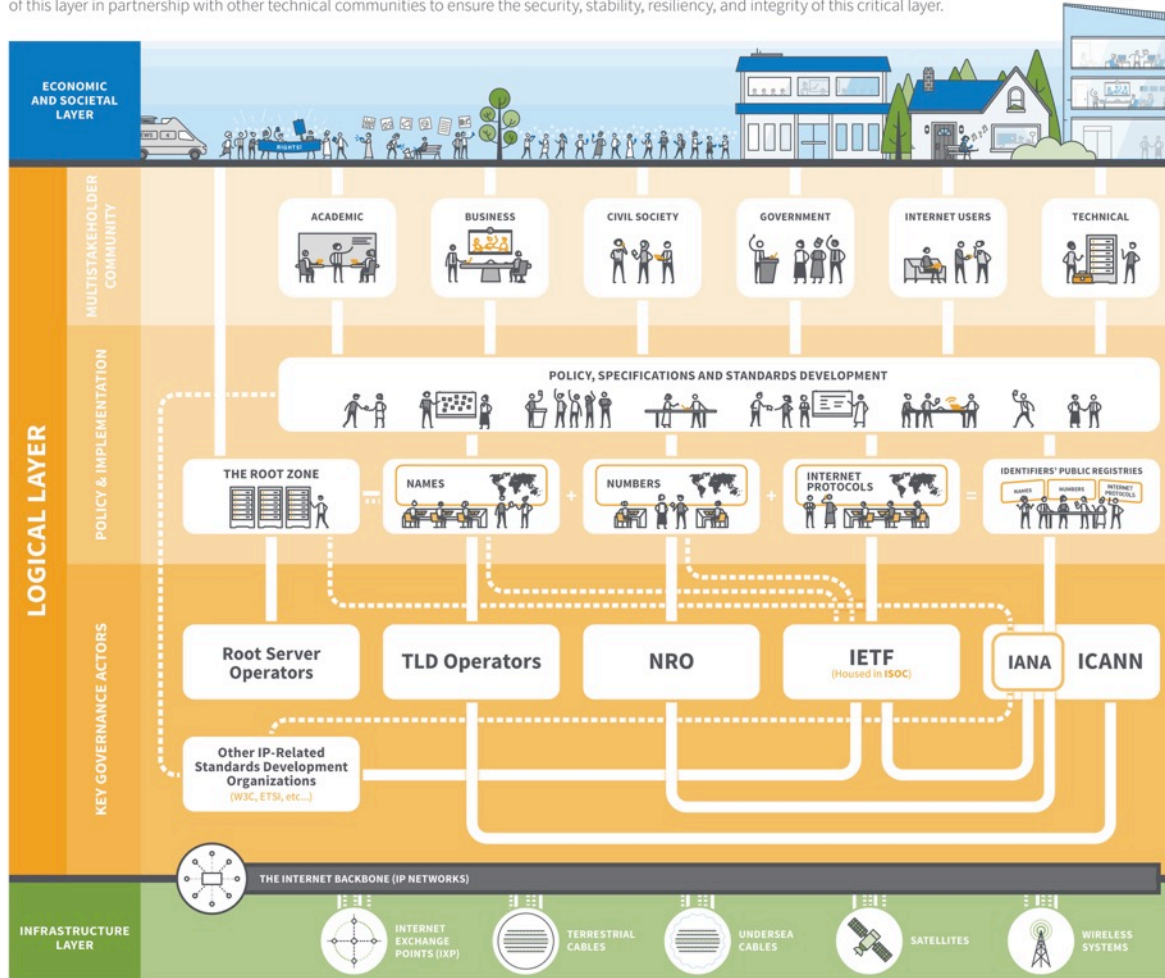 of this layer in partnership with other technical communities to ensure the security, stability, resiliency, and integrity of this critical layer.
ECONOMIC
AND SOCIETAL
LAYER
RIGHTS!
LOGICAL LAYER
MULTISTAKEHOLDER
COMMUNITY
ACADEMIC
BUSINESS
CIVIL SOCIETY
GOVERNMENT
INTERNET USERS
TECHNICAL
POLICY & IMPLEMENTATION
POLICY, SPECIFICATIONS AND STANDARDS DEVELOPMENT
THE ROOT ZONE
NAMES
+
NUMBERS
+
INTERNET
PROTOCOLS
=
IDENTIFIERS' PUBLIC REGISTRIES
NAMES
NUMBERS
INTERNET
PROTOCOLS
KEY GOVERNANCE ACTORS
Root Server
Operators
TLD Operators
NRO
IETF
(Housed in ISOC)
IANA
ICANN
Other IP-Related
Standards Development
Organizations
(W3C, ETSI, etc...)
THE INTERNET BACKBONE (IP NETWORKS)
INFRASTRUCTURE
LAYER
INTERNET
EXCHANGE
POINTS (IXP)
TERRESTRIAL
CABLES
UNDERSEA
CABLES
SATELLITES
WIRELESS
SYSTEMS